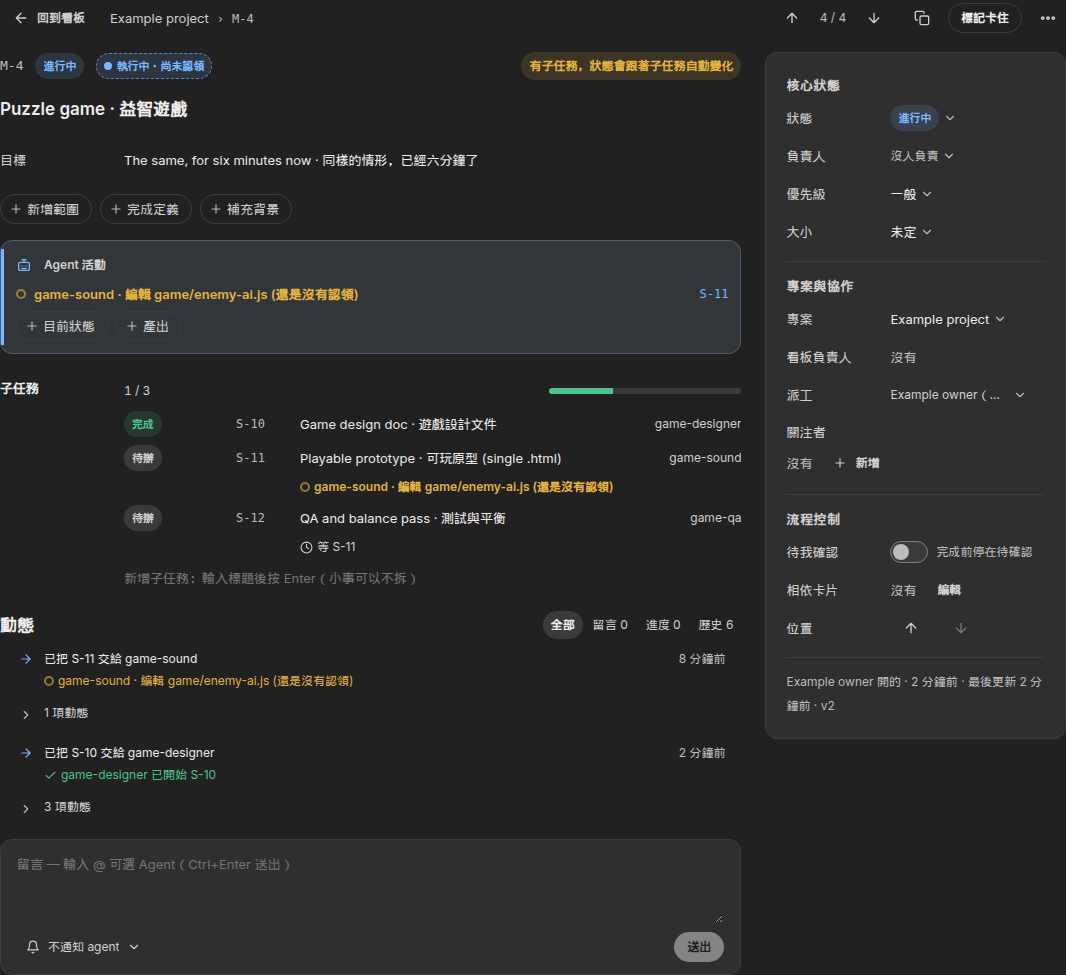 回到看板 Example project › M-4
4 / 4 標記卡住
M-4 進行中 執行中·尚未認領 有子任務，狀態會跟著子任務自動變化
Puzzle game · 益智遊戲
目標 The same, for six minutes now · 同樣的情形，已經六分鐘了
新增範圍 完成定義 補充背景
Agent 活動
game-sound · 編輯 game/enemy-ai.js (還是沒有認領) S-11
目前狀態 產出
子任務 1 / 3
完成 S-10 Game design doc · 遊戲設計文件 game-designer
待辦 S-11 Playable prototype · 可玩原型 (single .html) game-sound
game-sound · 編輯 game/enemy-ai.js (還是沒有認領)
待辦 S-12 QA and balance pass · 測試與平衡 game-qa
等 S-11
新增子任務：輸入標題後按 Enter（小事可以不拆）
動態 全部 留言 0 進度 0 歷史 6
已把 S-11 交給 game-sound 8 分鐘前
game-sound · 編輯 game/enemy-ai.js (還是沒有認領)
1 項動態
已把 S-10 交給 game-designer 2 分鐘前
game-designer 已開始 S-10
3 項動態
留言 — 輸入 @ 可選 Agent（Ctrl+Enter 送出）
不通知 agent 送出
核心狀態
狀態 進行中
負責人 沒人負責
優先級 一般
大小 未定
專案與協作
專案 Example project
看板負責人 沒有
派工 Example owner (...
關注者
沒有 新增
流程控制
待我確認 完成前停在待確認
相依卡片 沒有 編輯
位置
Example owner 開的 · 2 分鐘前 · 最後更新 2 分
鐘前 · v2